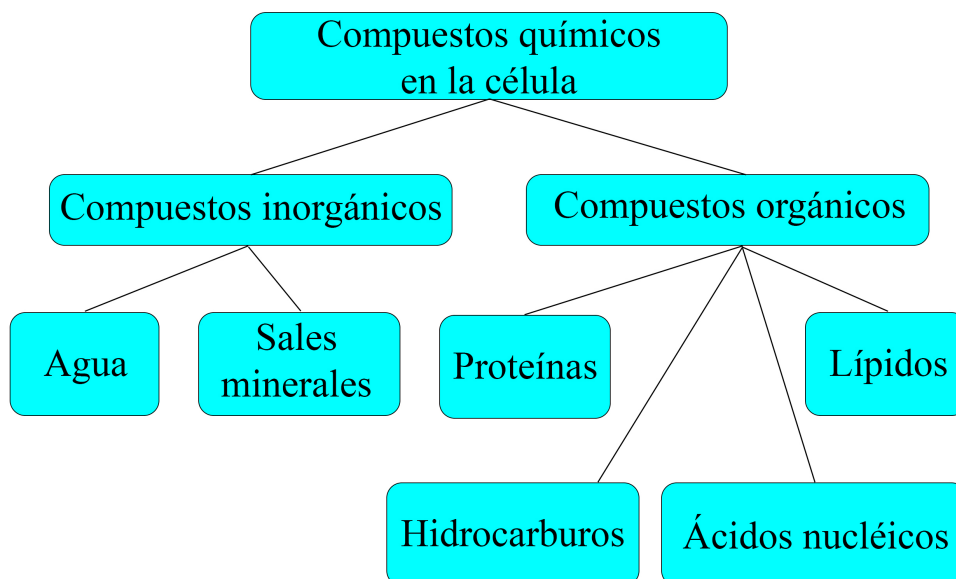 Compuestos químicos
en la célula
Compuestos inorgánicos
Compuestos orgánicos
Agua
Sales
minerales
Proteínas
Lípidos
Hidrocarburos
Ácidos nucléicos